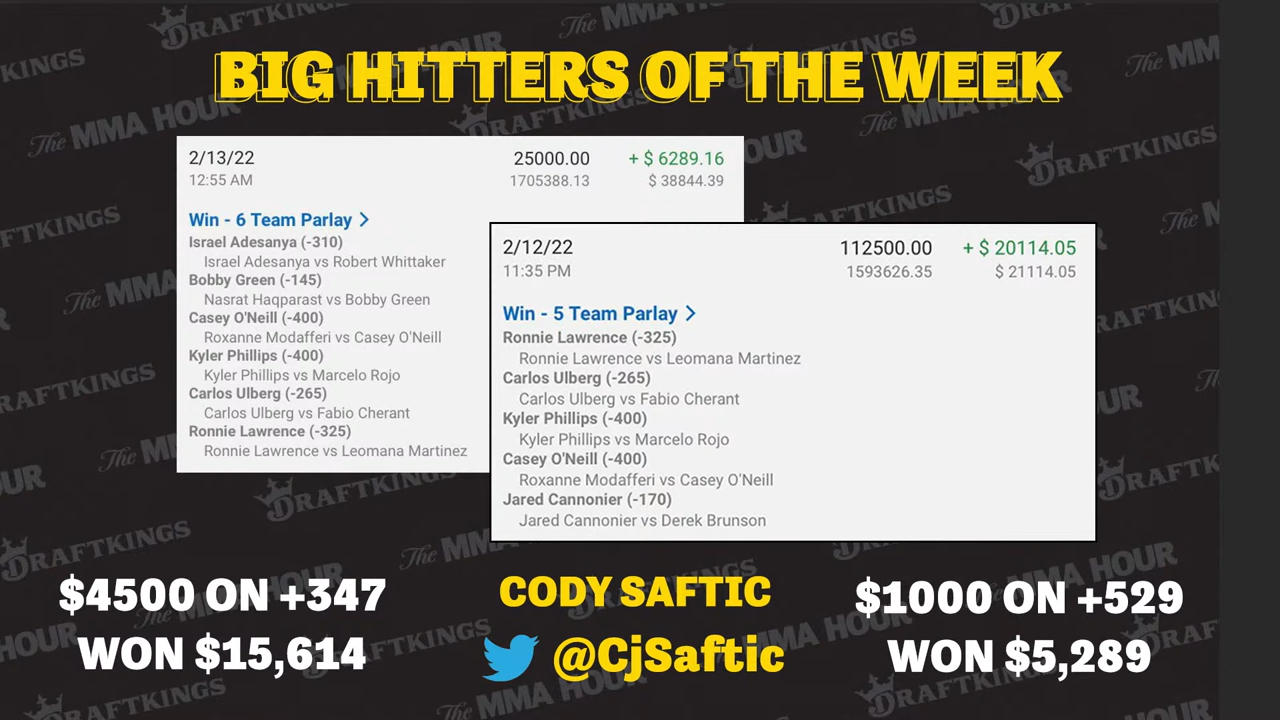 BIG HITTERS OF THE WEEK
2/13/22 25000.00 + $ 6289.16
12:55 AM 1705388.13 $ 38844.39
Win - 6 Team Parlay >
Israel Adesanya (-310)
Israel Adesanya vs Robert Whittaker
Bobby Green (-145)
Nasrat Haqparast vs Bobby Green
Casey O'Neill (-400)
Roxanne Modafferi vs Casey O'Neill
Kyler Phillips (-400)
Kyler Phillips vs Marcelo Rojo
Carlos Ulberg (-265)
Carlos Ulberg vs Fabio Cherant
Ronnie Lawrence (-325)
Ronnie Lawrence vs Leomana Martinez
2/12/22 112500.00 + $ 20114.05
11:35 PM 1593626.35 $ 21114.05
Win - 5 Team Parlay >
Ronnie Lawrence (-325)
Ronnie Lawrence vs Leomana Martinez
Carlos Ulberg (-265)
Carlos Ulberg vs Fabio Cherant
Kyler Phillips (-400)
Kyler Phillips vs Marcelo Rojo
Casey O'Neill (-400)
Roxanne Modafferi vs Casey O'Neill
Jared Cannonier (-170)
Jared Cannonier vs Derek Brunson
$4500 ON +347
WON $15,614
CODY SAFTIC
@CjSaftic
$1000 ON +529
WON $5,289
DRAFTKINGS
The MMA HOUR